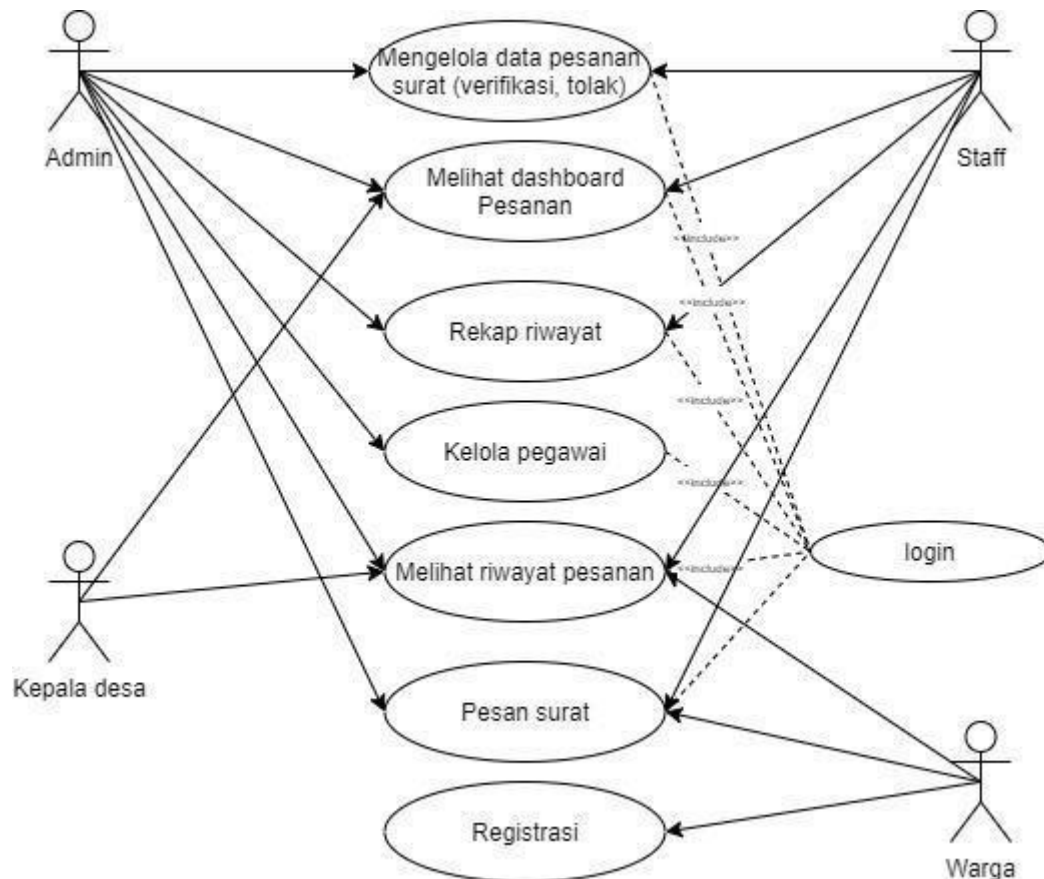 Mengelola data pesanan
surat (verifikasi, tolak)
Admin
Staff
Melihat dashboard
Pesanan
<<include>>
<<include>>
Rekap riwayat
<<include>>
Kelola pegawai
<<include>>
login
Melihat riwayat pesanan
<<include>>
Kepala desa
Pesan surat
Registrasi
Warga